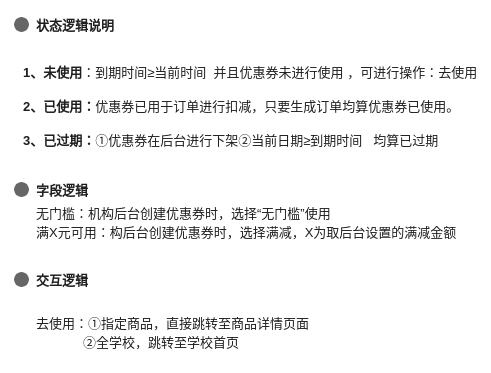 状态逻辑说明
1、未使用：到期时间≥当前时间 并且优惠券未进行使用 ，可进行操作：去使用
2、已使用：优惠券已用于订单进行扣减，只要生成订单均算优惠券已使用。
3、已过期：①优惠券在后台进行下架②当前日期≥到期时间 均算已过期
字段逻辑
无门槛：机构后台创建优惠券时，选择“无门槛”使用
满X元可用：构后台创建优惠券时，选择满减，X为取后台设置的满减金额
交互逻辑
去使用：①指定商品，直接跳转至商品详情页面
②全学校，跳转至学校首页